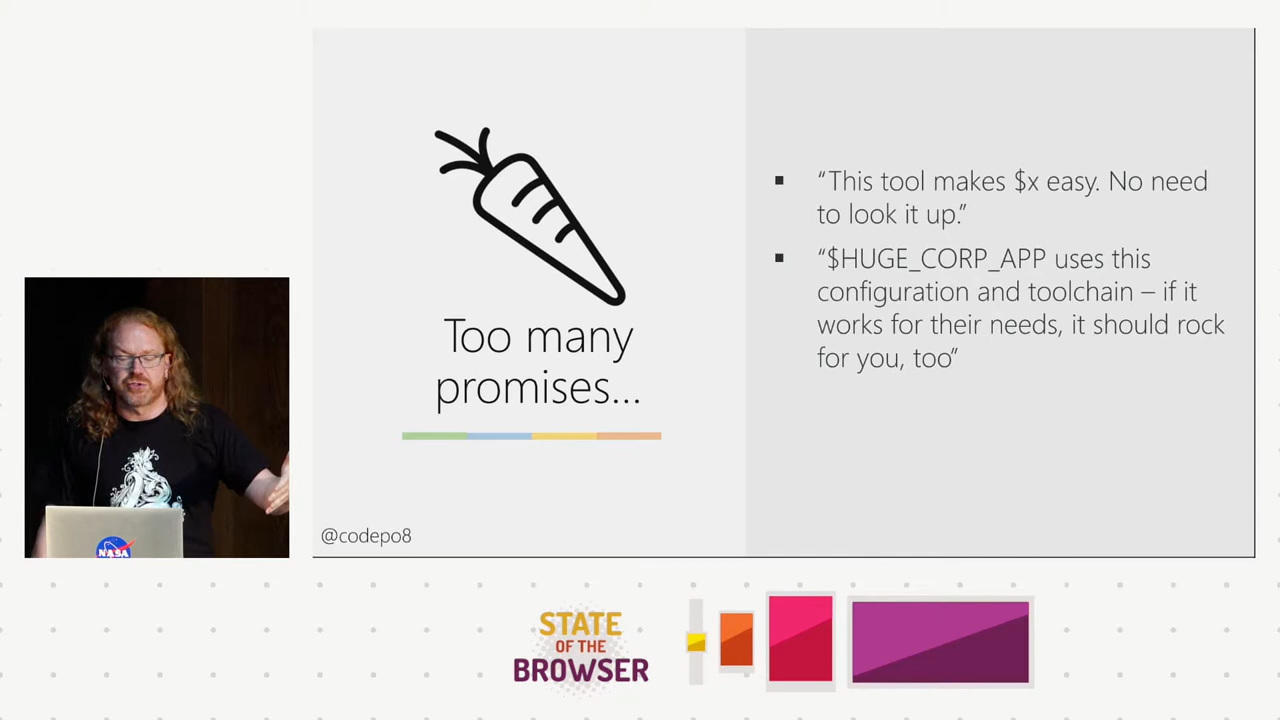 Too many
promises...
“This tool makes $x easy. No need
to look it up.”
“$HUGE_CORP_APP uses this
configuration and toolchain – if it
works for their needs, it should rock
for you, too”
@codepo8
NASA
STATE
OF THE
BROWSER